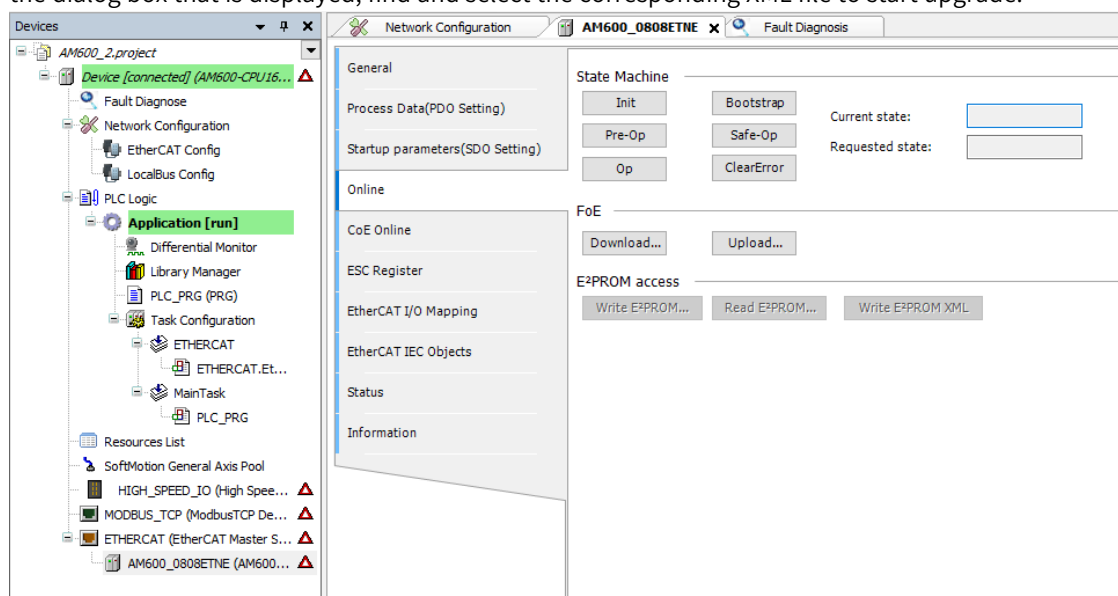 the dialog box that is displayed, find and select the corresponding XML file to start upgrade.
Devices
AM600_2.project
Device [connected] (AM600-CPU16...
Fault Diagnose
Network Configuration
EtherCAT Config
LocalBus Config
PLC Logic
Application [run]
Differential Monitor
Library Manager
PLC_PRG (PRG)
Task Configuration
ETHERCAT
ETHERCAT.Et...
MainTask
PLC_PRG
Resources List
SoftMotion General Axis Pool
HIGH_SPEED_IO (High Spee...
MODBUS_TCP (ModbusTCP De...
ETHERCAT (EtherCAT Master S...
AM600_0808ETNE (AM600...
Network Configuration
AM600_0808ETNE
Fault Diagnosis
General
Process Data(PDO Setting)
Startup parameters(SDO Setting)
Online
CoE Online
ESC Register
EtherCAT I/O Mapping
EtherCAT IEC Objects
Status
Information
State Machine
Init
Bootstrap
Pre-Op
Safe-Op
Op
ClearError
Current state:
Requested state:
FoE
Download...
Upload...
E²PROM access
Write E²PROM...
Read E²PROM...
Write E²PROM XML